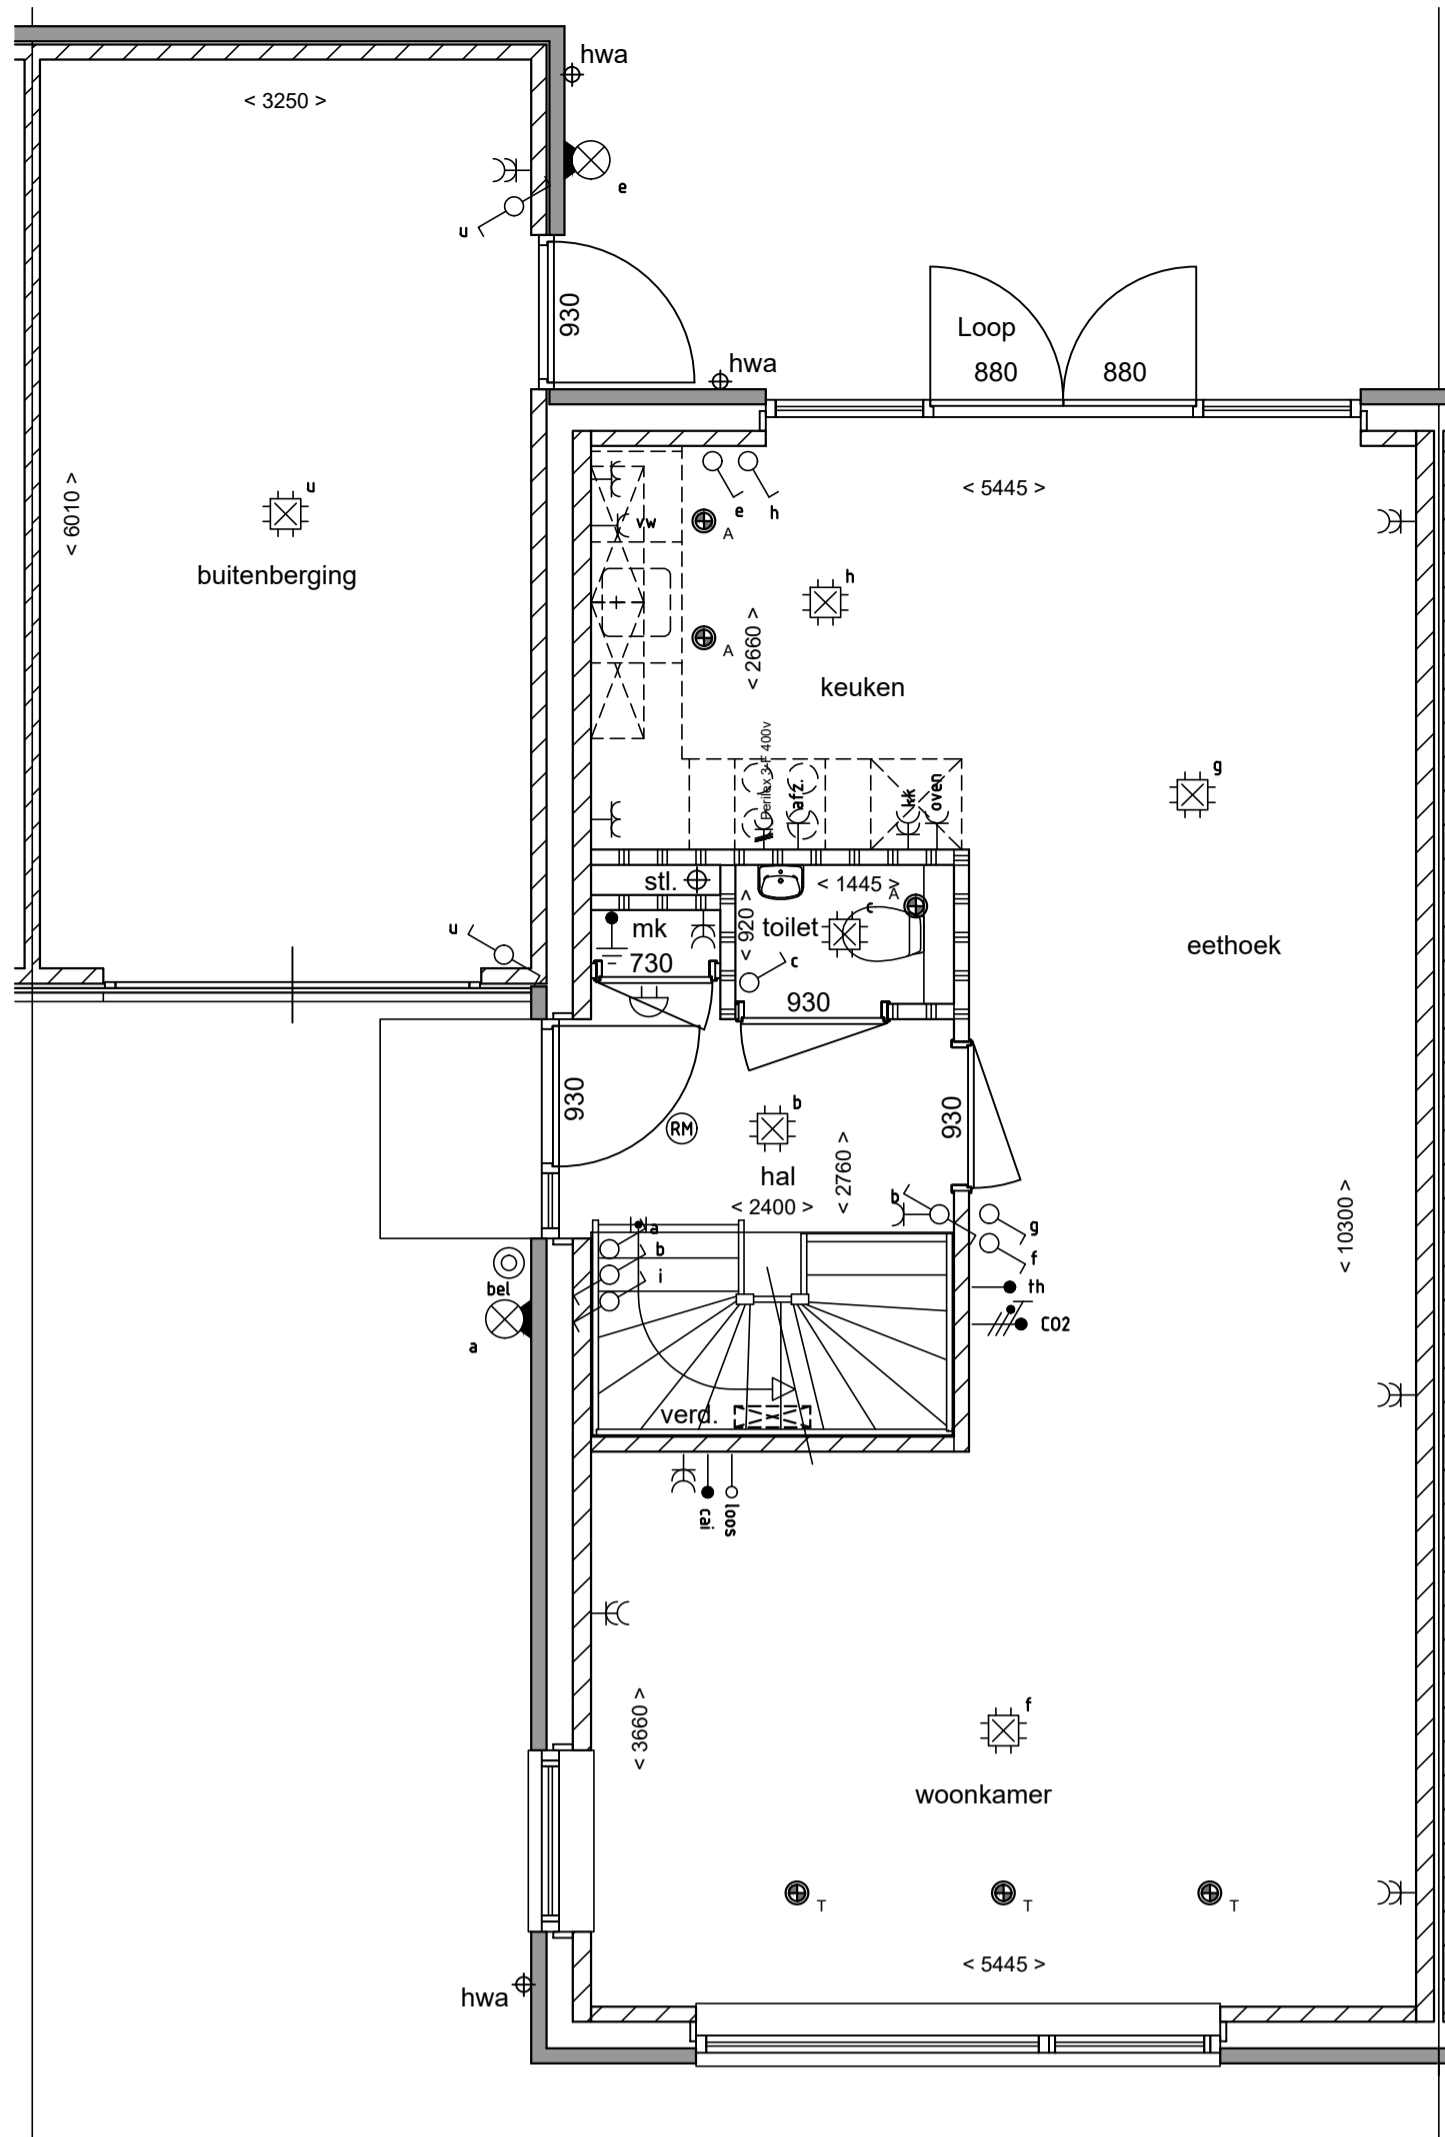 hwa
< 3250 >
e
u
930
Loop
hwa
880
880
< 6010 >
u
buitenberging
< 5445 >
e
h
vw
A
h
< 2660 >
A
keuken
Perilex 3-F 400v
afz.
kk
oven
g
stl.
< 1445 >
A
c
mk
< 920 >
toilet
u
eethoek
730
c
930
930
b
930
RM
hal
< 2760 >
< 2400 >
b
< 10300 >
a
g
b
f
i
th
bel
CO2
a
verd.
cai
loos
< 3660 >
f
woonkamer
T
T
T
< 5445 >
hwa